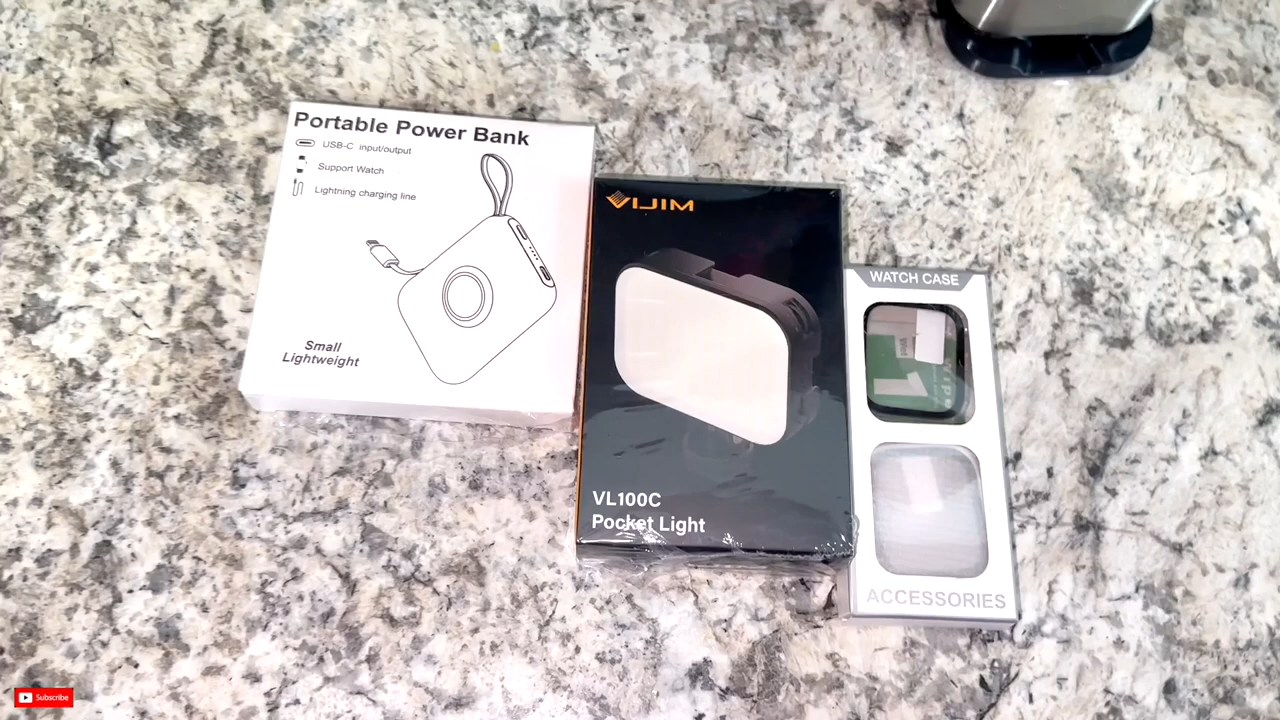 Portable Power Bank
USB-C input/output
Support Watch
Lightning charging line
Small
Lightweight
VIJIM
VL100C
Pocket Light
WATCH CASE
ACCESSORIES
Subscribe